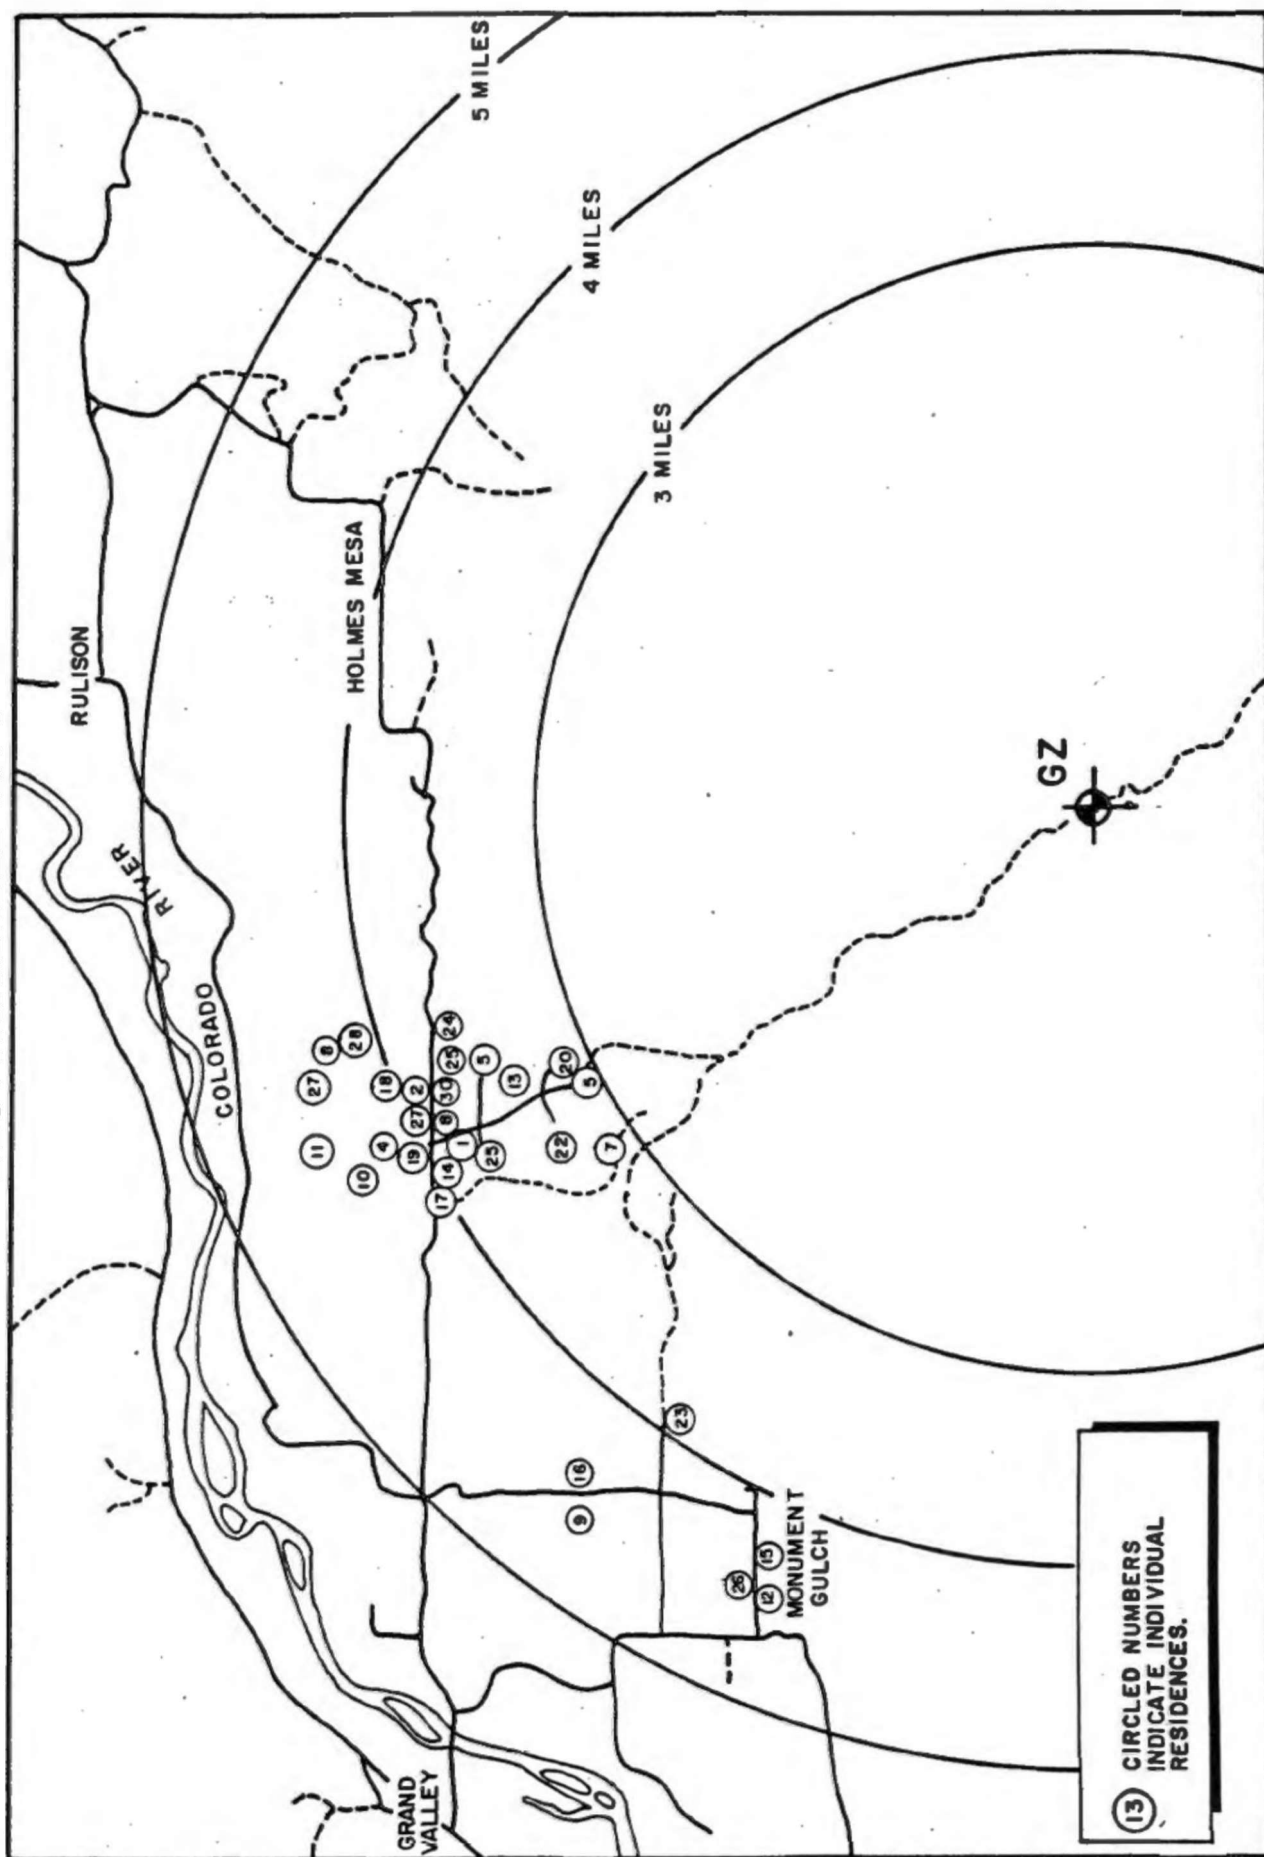 RULISON
RIVER
COLORADO
5 MILES
HOLMES MESA
4 MILES
3 MILES
GRAND
VALLEY
11
27
8
28
10
4
18
19
27
2
17
14
8
30
25
24
1
25
5
13
22
20
5
7
9
16
23
26
12
15
MONUMENT
GULCH
GZ
13 CIRCLED NUMBERS
INDICATE INDIVIDUAL
RESIDENCES.